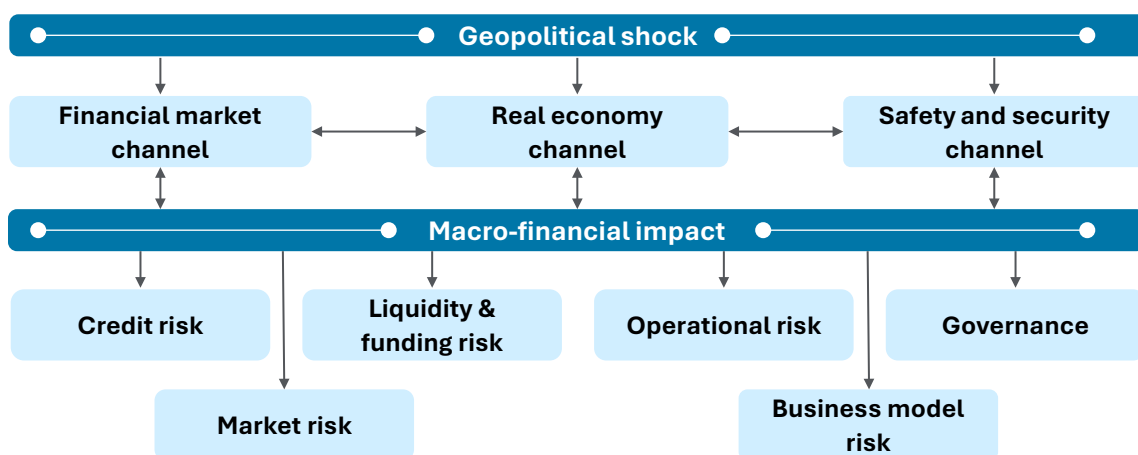 Geopolitical shock
Financial market
channel
Real economy
channel
Safety and security
channel
Macro-financial impact
Credit risk
Liquidity &
funding risk
Operational risk
Governance
Market risk
Business model
risk